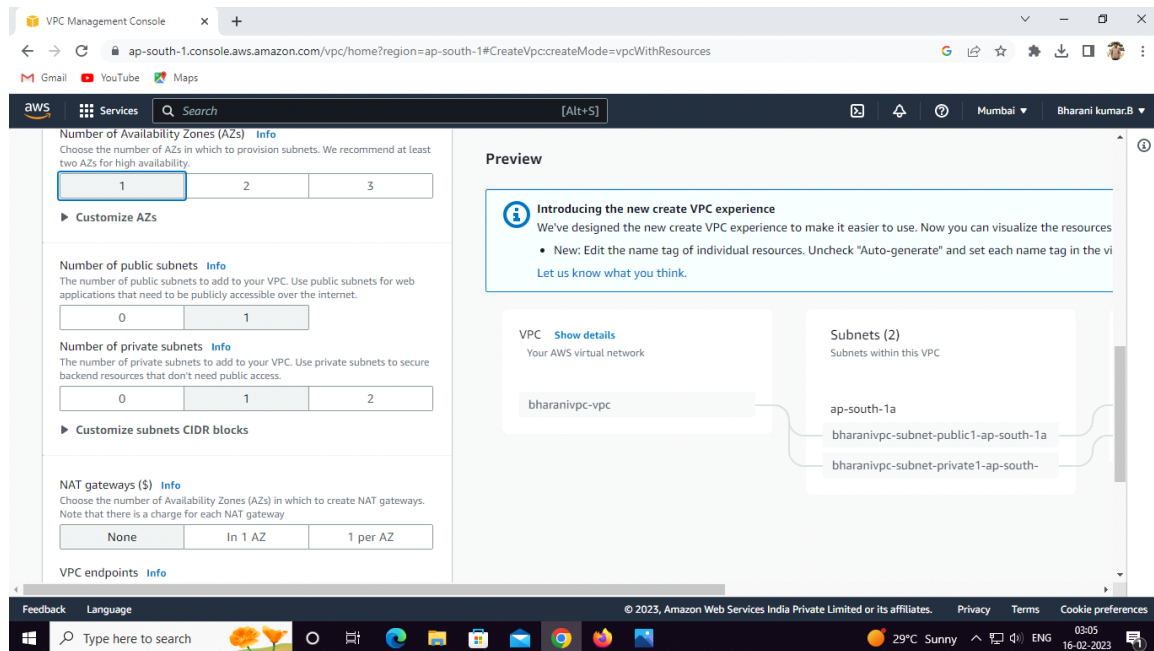 VPC Management Console
ap-south-1.console.aws.amazon.com/vpc/home?region=ap-south-1#CreateVpc:createMode=vpcWithResources
Gmail YouTube Maps
aws Services Search [Alt+S] Mumbai Bharani kumar.B
Number of Availability Zones (AZs) Info
Choose the number of AZs in which to provision subnets. We recommend at least
two AZs for high availability.
1 2 3
Customize AZs
Number of public subnets Info
The number of public subnets to add to your VPC. Use public subnets for web
applications that need to be publicly accessible over the internet.
0 1
Number of private subnets Info
The number of private subnets to add to your VPC. Use private subnets to secure
backend resources that don't need public access.
0 1 2
Customize subnets CIDR blocks
NAT gateways ($) Info
Choose the number of Availability Zones (AZs) in which to create NAT gateways.
Note that there is a charge for each NAT gateway
None In 1 AZ 1 per AZ
VPC endpoints Info
Preview
Introducing the new create VPC experience
We've designed the new create VPC experience to make it easier to use. Now you can visualize the resources
• New: Edit the name tag of individual resources. Uncheck "Auto-generate" and set each name tag in the vi
Let us know what you think.
VPC Show details
Your AWS virtual network
bharanivpc-vpc
Subnets (2)
Subnets within this VPC
ap-south-1a
bharanivpc-subnet-public1-ap-south-1a
bharanivpc-subnet-private1-ap-south-
Feedback Language © 2023, Amazon Web Services India Private Limited or its affiliates. Privacy Terms Cookie preferences
Type here to search 29°C Sunny ENG 03:05
16-02-2023 1